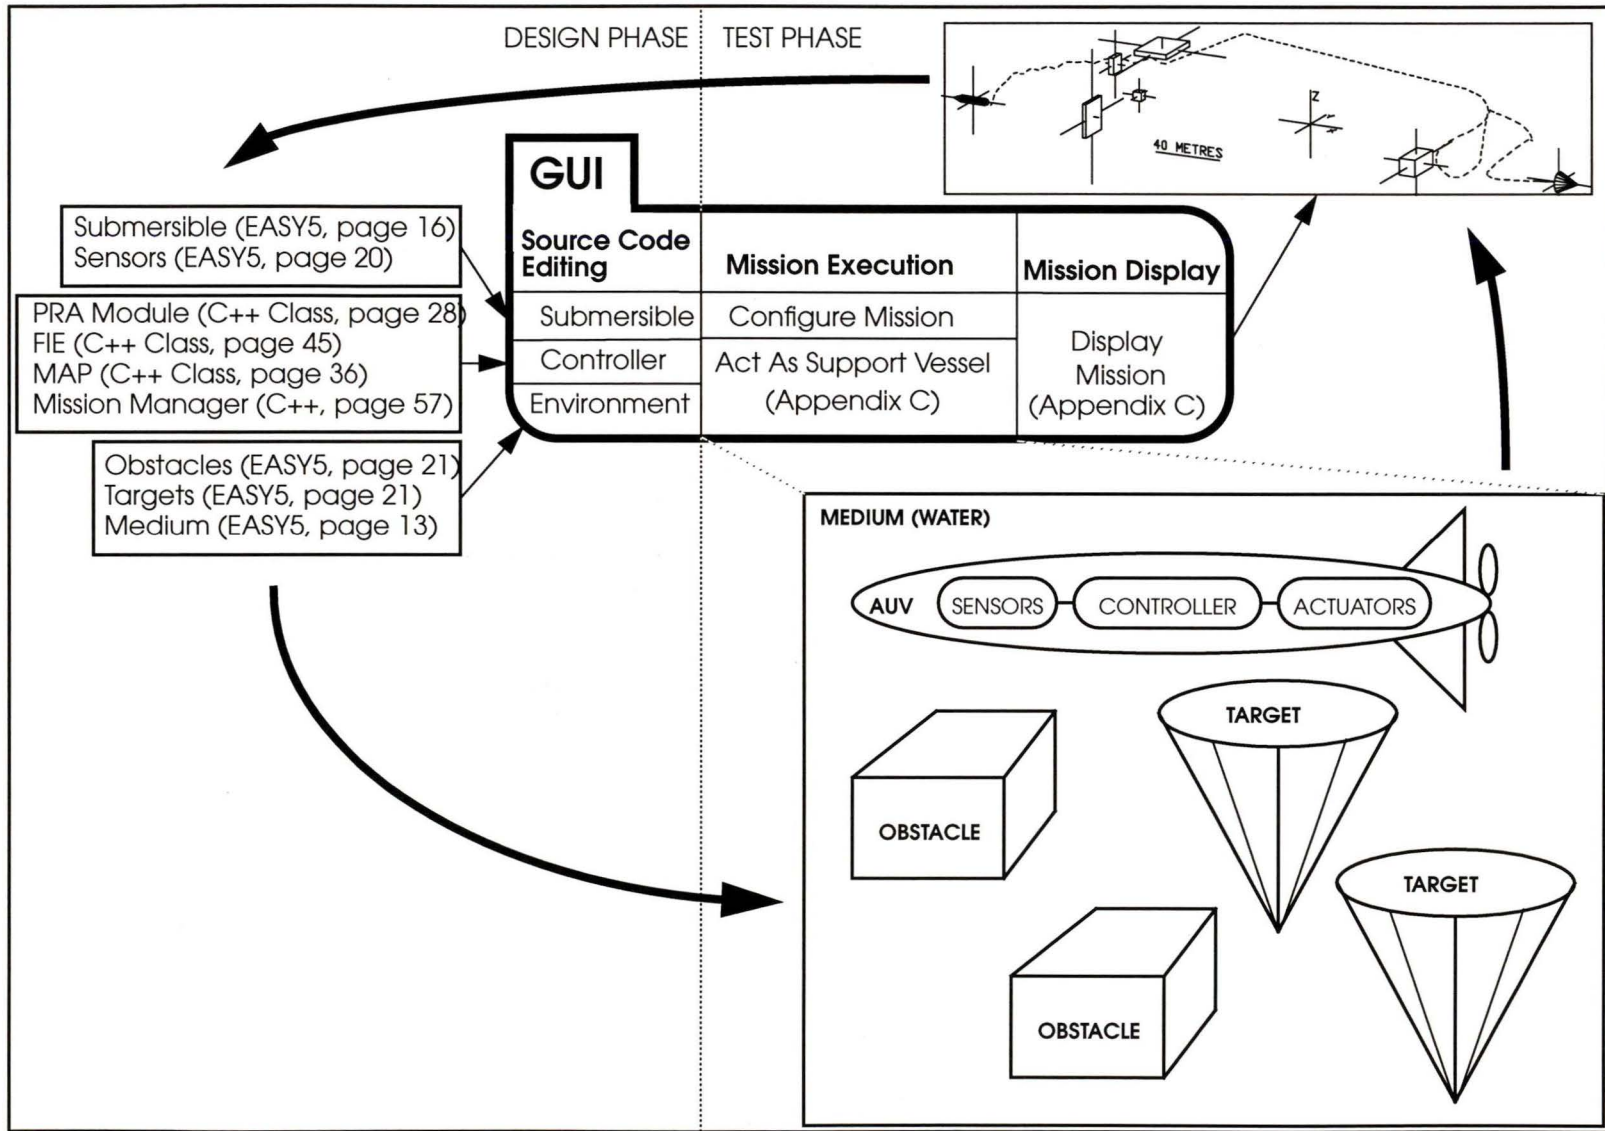 DESIGN PHASE
TEST PHASE
Z
40 METRES
GUI
Submersible (EASY5, page 16)
Sensors (EASY5, page 20)
PRA Module (C++ Class, page 28)
FIE (C++ Class, page 45)
MAP (C++ Class, page 36)
Mission Manager (C++, page 57)
Obstacles (EASY5, page 21)
Targets (EASY5, page 21)
Medium (EASY5, page 13)
Source Code
Editing
Submersible
Controller
Environment
Mission Execution
Configure Mission
Act As Support Vessel
(Appendix C)
Mission Display
Display
Mission
(Appendix C)
MEDIUM (WATER)
AUV
SENSORS
CONTROLLER
ACTUATORS
TARGET
OBSTACLE
TARGET
OBSTACLE